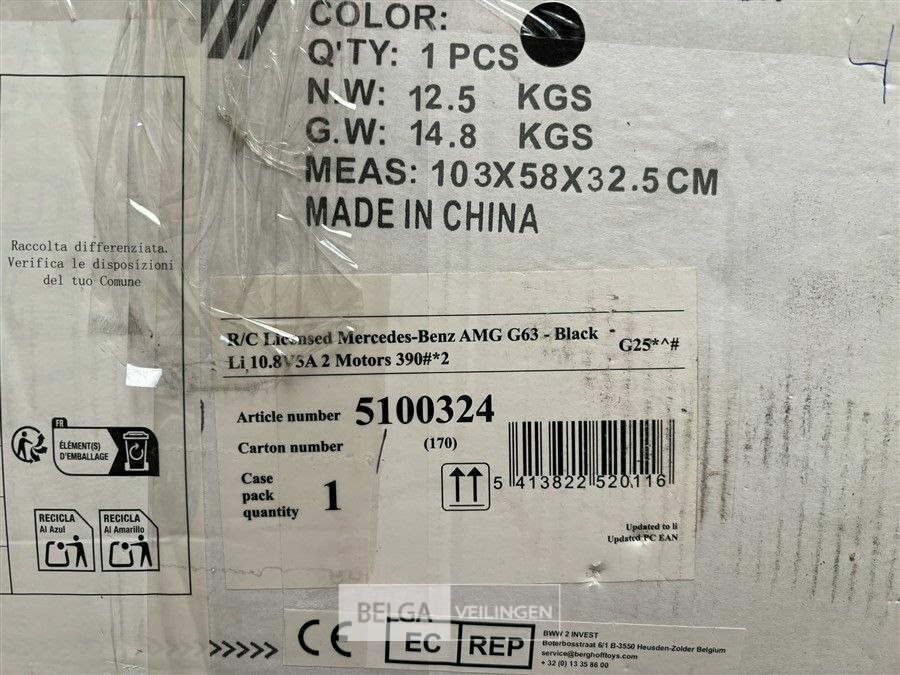 COLOR:
Q'TY: 1 PCS
N.W: 12.5 KGS
G.W: 14.8 KGS
MEAS: 103X58X32.5CM
MADE IN CHINA
4
Raccolta differenziata.
Verifica le disposizioni
del tuo Comune
R/C Licensed Mercedes-Benz AMG G63 - Black
Li 10.8V5A 2 Motors 390#*2
G25*^#
Article number 5100324
Carton number (170)
Case
pack
quantity
1
5 413822 520116
Updated to li
Updated PC EAN
FR
ÉLÉMENT(S)
D'EMBALLAGE
RECICLA
Al Azul
RECICLA
Al Amarillo
BELGA VEILINGEN
CE
EC REP
BWW 2 INVEST
Boterbosstraat 6/1 B-3550 Heusden-Zolder Belgium
service@berghofftoys.com
+ 32 (0) 13 35 86 00